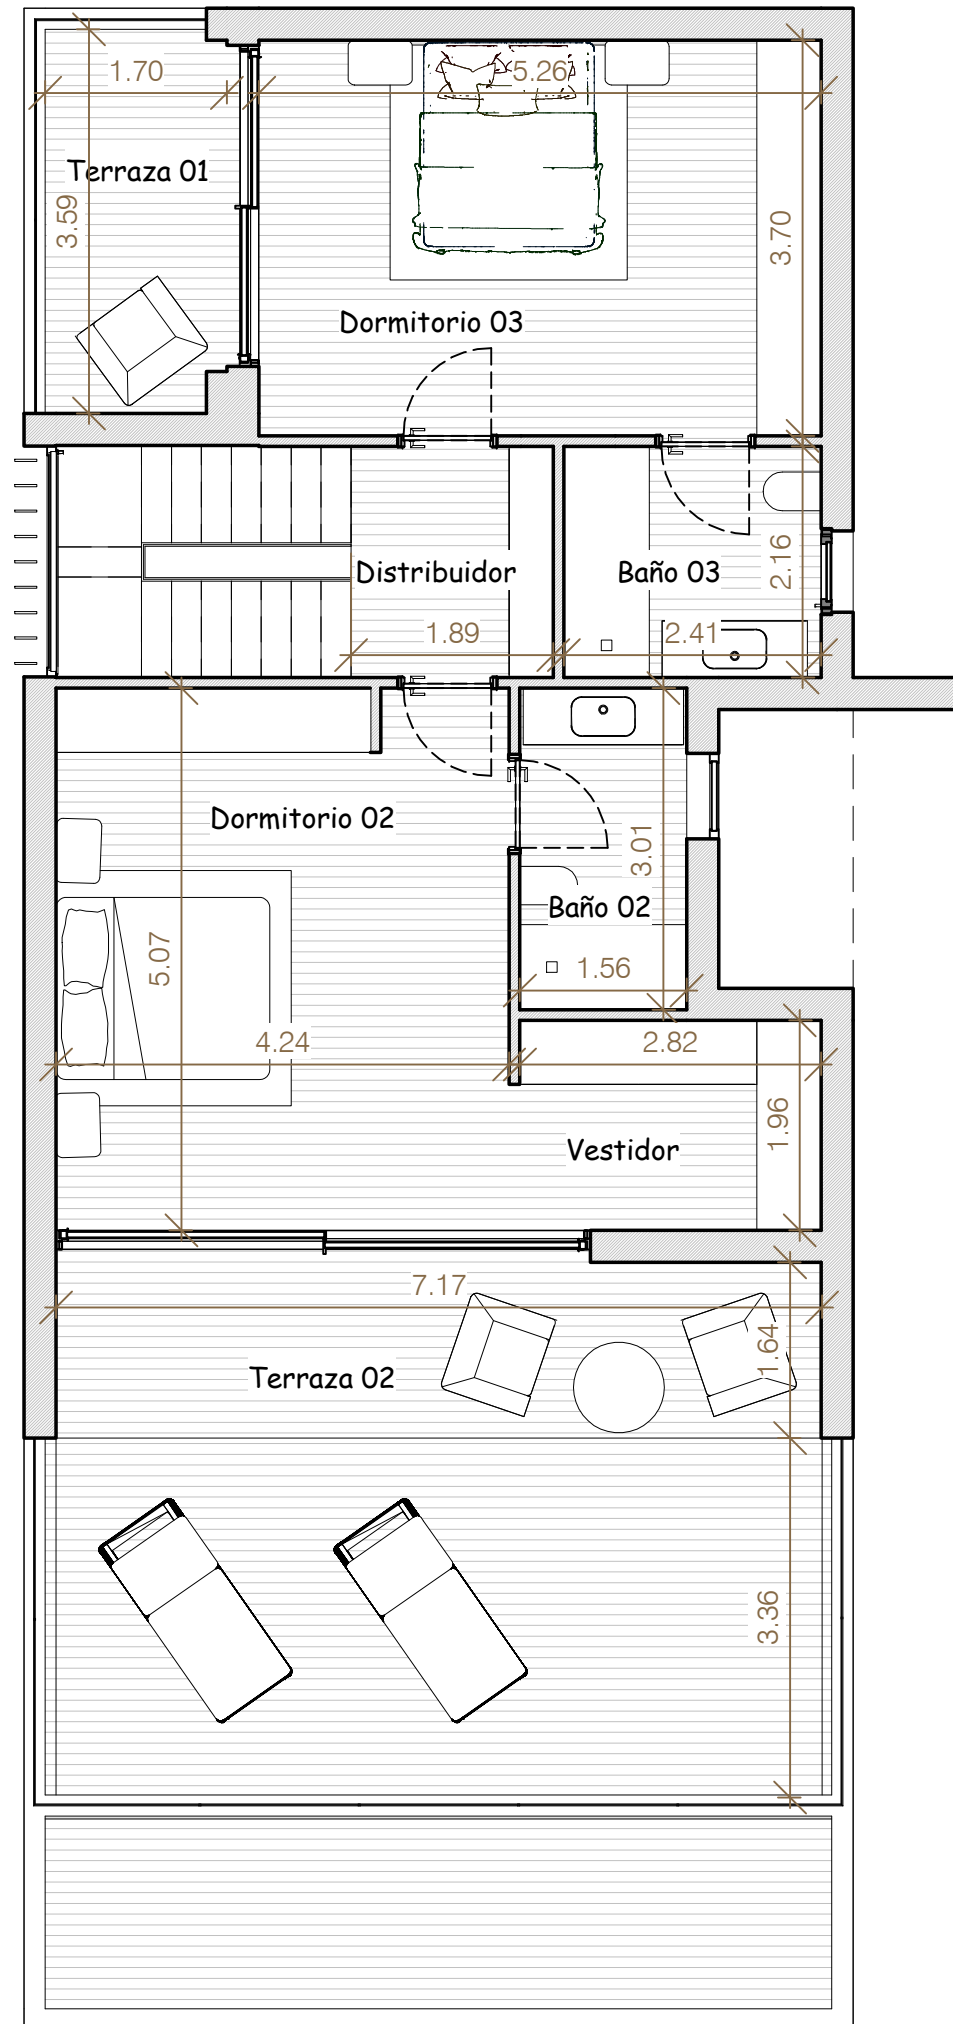 1.70
5.26
Terraza 01
3.59
3.70
Dormitorio 03
Distribuidor
Baño 03
2.16
1.89
2.41
Dormitorio 02
3.01
Baño 02
5.07
1.56
4.24
2.82
1.96
Vestidor
7.17
1.64
Terraza 02
3.36